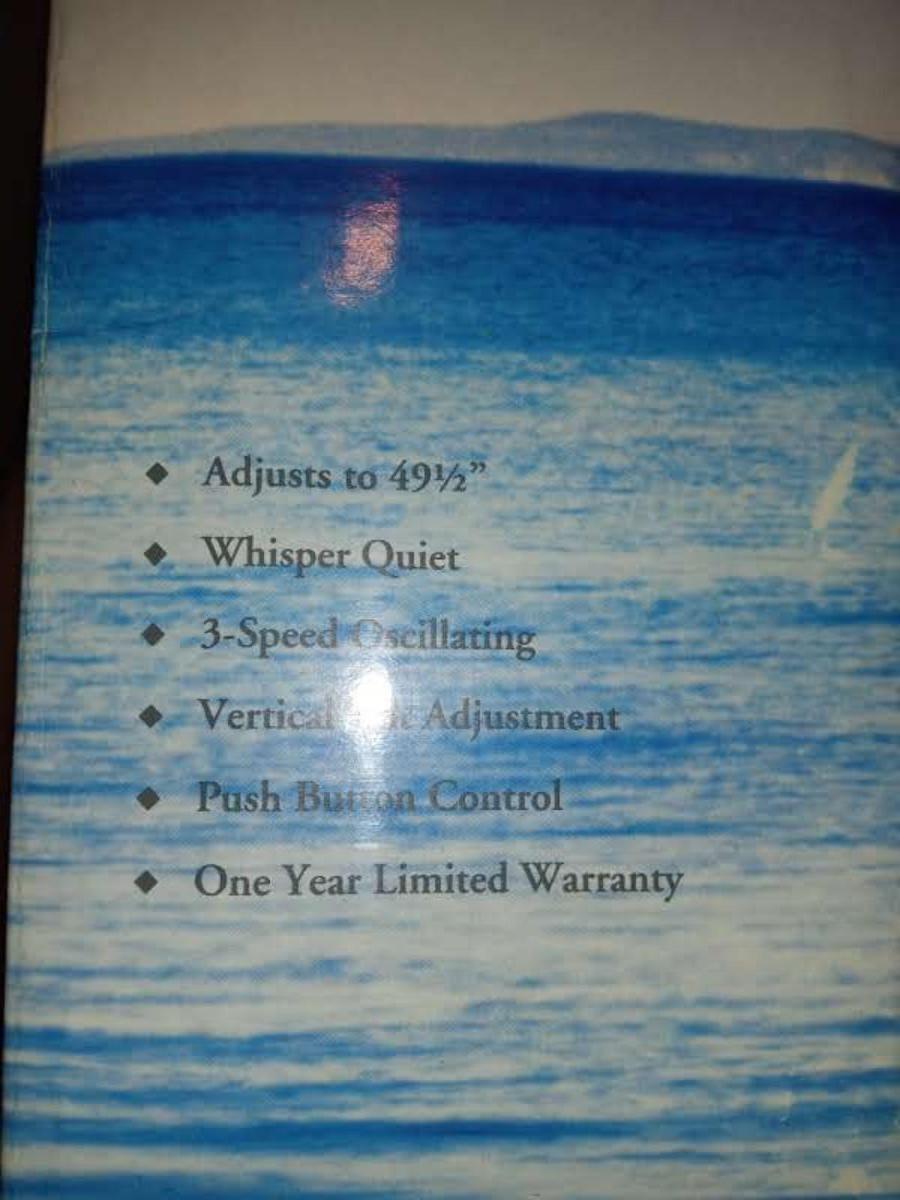 ◆ Adjusts to 49½”
◆ Whisper Quiet
◆ 3-Speed Oscillating
◆ Vertical Adjustment
◆ Push Button Control
◆ One Year Limited Warranty